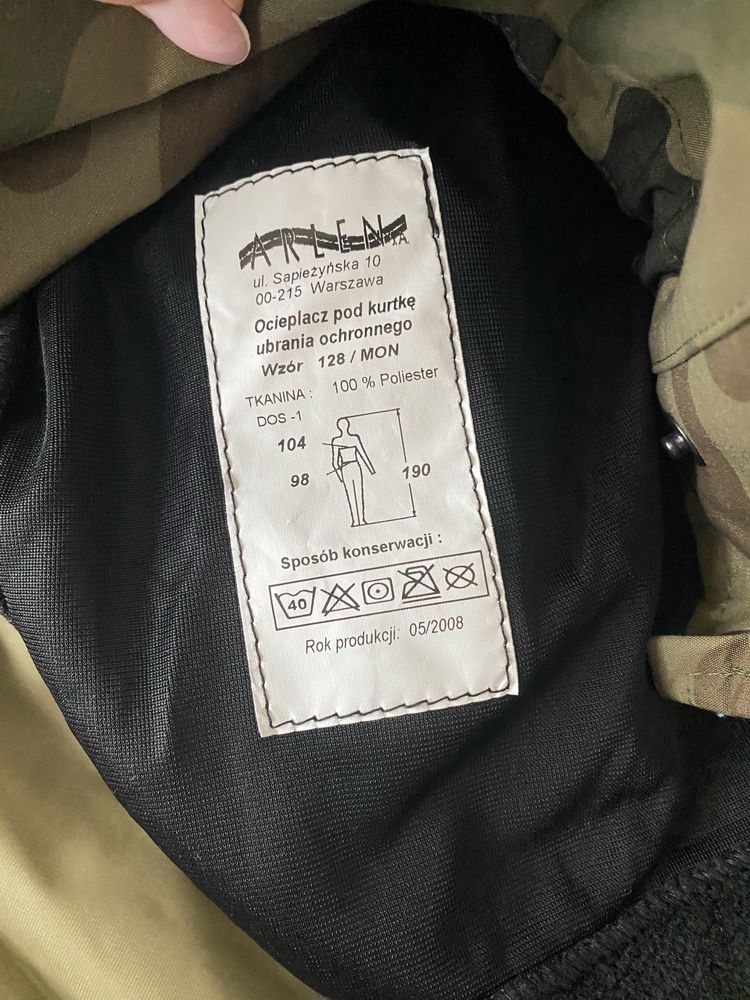 ARLEN S.A.
ul. Sapieżyńska 10
00-215 Warszawa
Ocieplacz pod kurtkę
ubrania ochronnego
Wzór 128 / MON
TKANINA : 100 % Poliester
DOS -1
104
98
190
Sposób konserwacji :
40
Rok produkcji: 05/2008